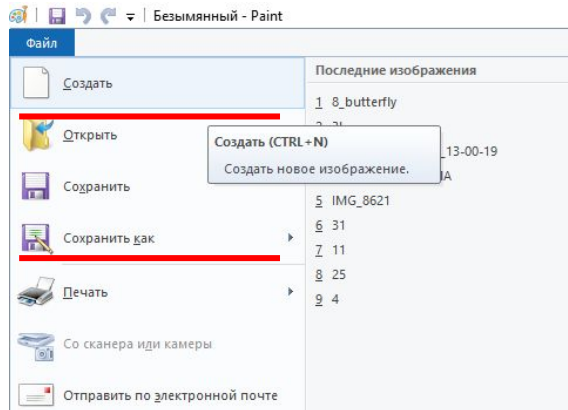 Безымянный - Paint
Файл
Создать
Открыть
Сохранить
Сохранить как
Печать
Со сканера или камеры
Отправить по электронной почте
Последние изображения
1 8_butterfly
_13-00-19
5 IMG_8621
6 31
7 11
8 25
9 4
Создать (CTRL+N)
Создать новое изображение.